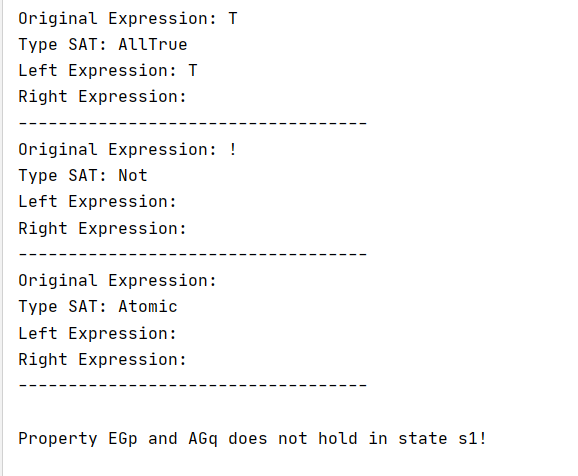 Original Expression: T
Type SAT: AllTrue
Left Expression: T
Right Expression:
-----------------------------------
Original Expression: !
Type SAT: Not
Left Expression:
Right Expression:
-----------------------------------
Original Expression:
Type SAT: Atomic
Left Expression:
Right Expression:
-----------------------------------
Property EGp and AGq does not hold in state s1!